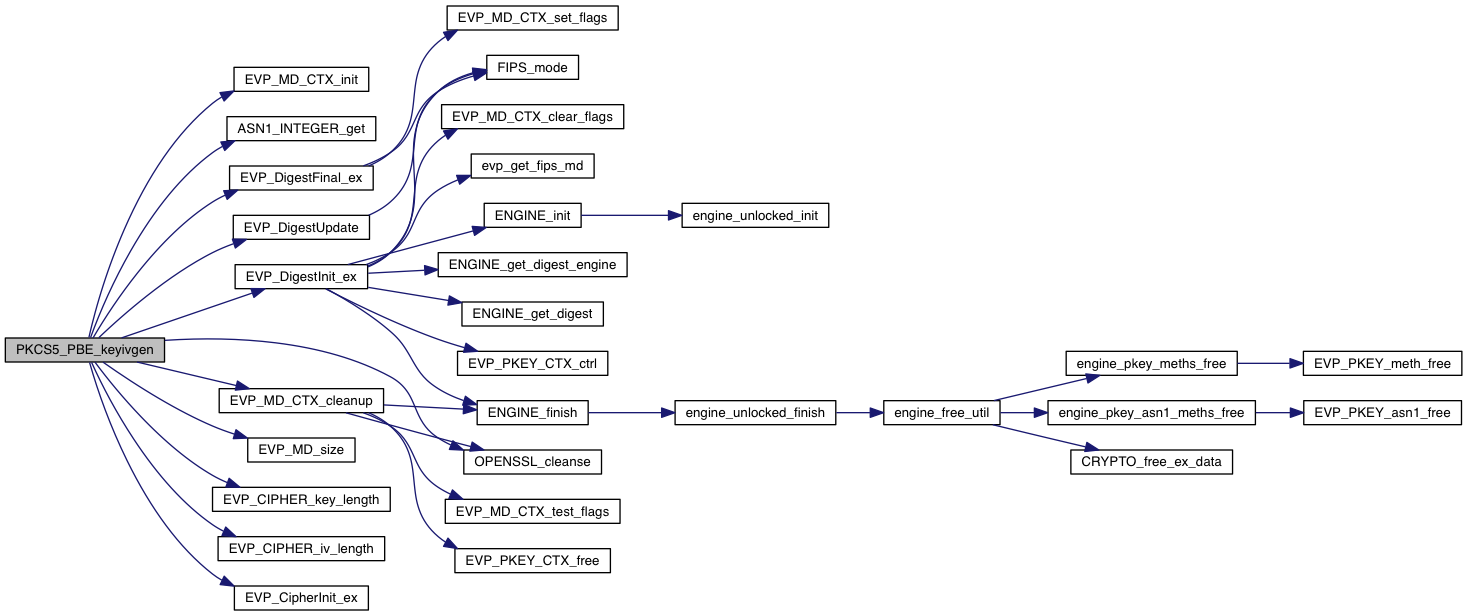 EVP_MD_CTX_set_flags
FIPS_mode
EVP_MD_CTX_init
EVP_MD_CTX_clear_flags
ASN1_INTEGER_get
evp_get_fips_md
EVP_DigestFinal_ex
ENGINE_init
engine_unlocked_init
EVP_DigestUpdate
ENGINE_get_digest_engine
EVP_DigestInit_ex
ENGINE_get_digest
PKCS5_PBE_keyivgen
EVP_PKEY_CTX_ctrl
engine_pkey_meths_free
EVP_PKEY_meth_free
EVP_MD_CTX_cleanup
ENGINE_finish
engine_unlocked_finish
engine_free_util
engine_pkey_asn1_meths_free
EVP_PKEY_asn1_free
EVP_MD_size
OPENSSL_cleanse
CRYPTO_free_ex_data
EVP_CIPHER_key_length
EVP_MD_CTX_test_flags
EVP_CIPHER_iv_length
EVP_PKEY_CTX_free
EVP_CipherInit_ex